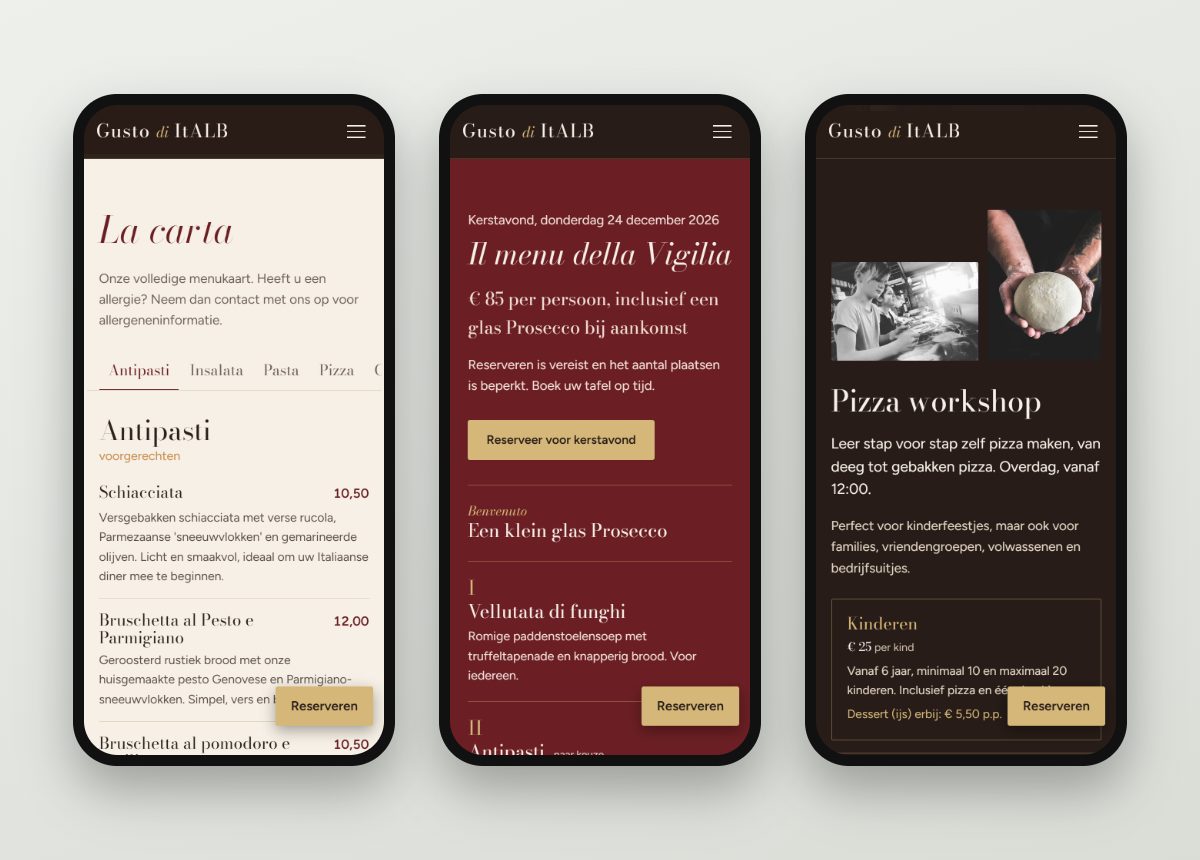 Gusto di ItALB
La carta
Onze volledige menukaart. Heeft u een
allergie? Neem dan contact met ons op voor
allergeneninformatie.
Antipasti Insalata Pasta Pizza
Antipasti
voorgerechten
Schiacciata 10,50
Versgebakken schiacciata met verse rucola,
Parmezaanse 'sneeuwvlokken' en gemarineerde
olijven. Licht en smaakvol, ideaal om uw Italiaanse
diner mee te beginnen.
Bruschetta al Pesto e 12,00
Parmigiano
Geroosterd rustiek brood met onze
huisgemaakte pesto Genovese en Parmigiano-
sneeuwvlokken. Simpel, vers en
Reserveren
Bruschetta al pomodoro e 10,50
Gusto di ItALB
Kerstavond, donderdag 24 december 2026
Il menu della Vigilia
€ 85 per persoon, inclusief een
glas Prosecco bij aankomst
Reserveren is vereist en het aantal plaatsen
is beperkt. Boek uw tafel op tijd.
Reserveer voor kerstavond
Benvenuto
Een klein glas Prosecco
I
Vellutata di funghi
Romige paddenstoelensoep met
truffeltapenade en knapperig brood. Voor
iedereen.
Reserveren
II
Antipasti naar keuze
Gusto di ItALB
Pizza workshop
Leer stap voor stap zelf pizza maken, van
deeg tot gebakken pizza. Overdag, vanaf
12:00.
Perfect voor kinderfeestjes, maar ook voor
families, vriendengroepen, volwassenen en
bedrijfsuitjes.
Kinderen
€ 25 per kind
Vanaf 6 jaar, minimaal 10 en maximaal 20
kinderen. Inclusief pizza en
Dessert (ijs) erbij: € 5,50 p.p.
Reserveren